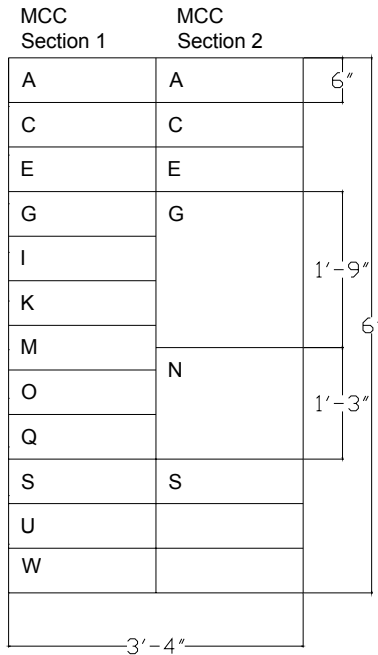 MCC
Section 1
MCC
Section 2
A
A
6"
C
C
E
E
G
G
I
1'-9"
K
6'
M
N
O
1'-3"
Q
S
S
U
W
3'-4"